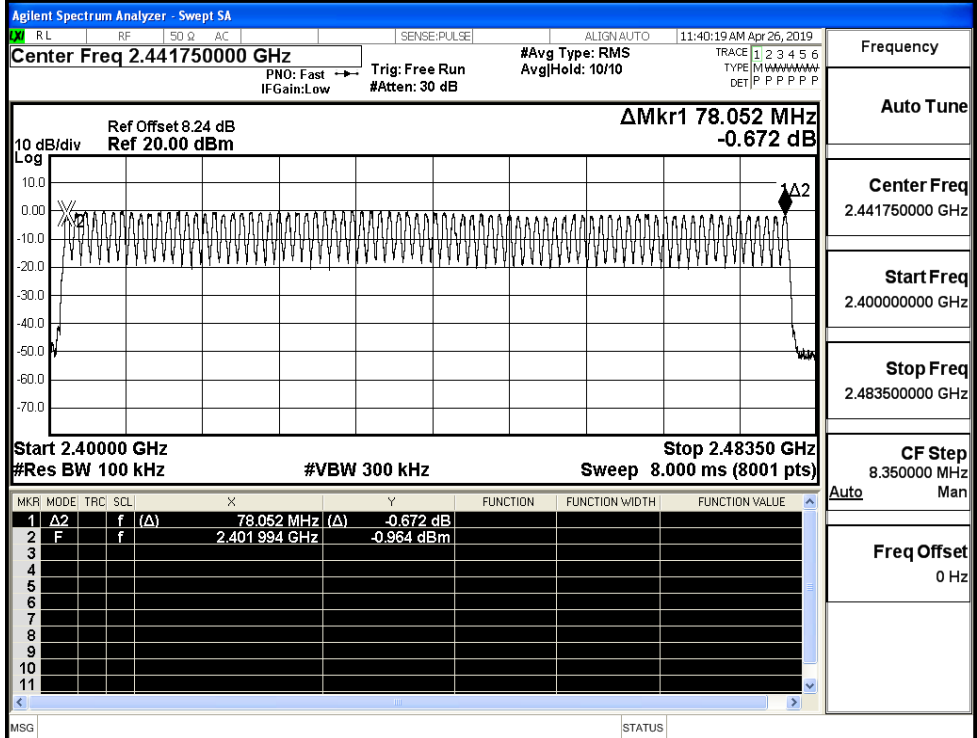 Agilent Spectrum Analyzer - Swept SA
LXI RL RF 50 Ω AC SENSE:PULSE ALIGN AUTO 11:40:19 AM Apr 26, 2019
Center Freq 2.441750000 GHz
PNO: Fast
IFGain:Low
Trig: Free Run
#Atten: 30 dB
#Avg Type: RMS
Avg|Hold: 10/10
TRACE 1 2 3 4 5 6
TYPE M W W W W W
DET P P P P P P
Frequency
Auto Tune
Center Freq
2.441750000 GHz
Start Freq
2.400000000 GHz
Stop Freq
2.483500000 GHz
CF Step
8.350000 MHz
Auto Man
Freq Offset
0 Hz
ΔMkr1 78.052 MHz
-0.672 dB
Ref Offset 8.24 dB
10 dB/div Ref 20.00 dBm
Log
10.0
0.00
-10.0
-20.0
-30.0
-40.0
-50.0
-60.0
-70.0
2
1Δ2
Start 2.40000 GHz Stop 2.48350 GHz
#Res BW 100 kHz #VBW 300 kHz Sweep 8.000 ms (8001 pts)
MKR MODE TRC SCL X Y FUNCTION FUNCTION WIDTH FUNCTION VALUE
1 Δ2 f (Δ) 78.052 MHz (Δ) -0.672 dB
2 F f 2.401 994 GHz -0.964 dBm
3
4
5
6
7
8
9
10
11
MSG STATUS